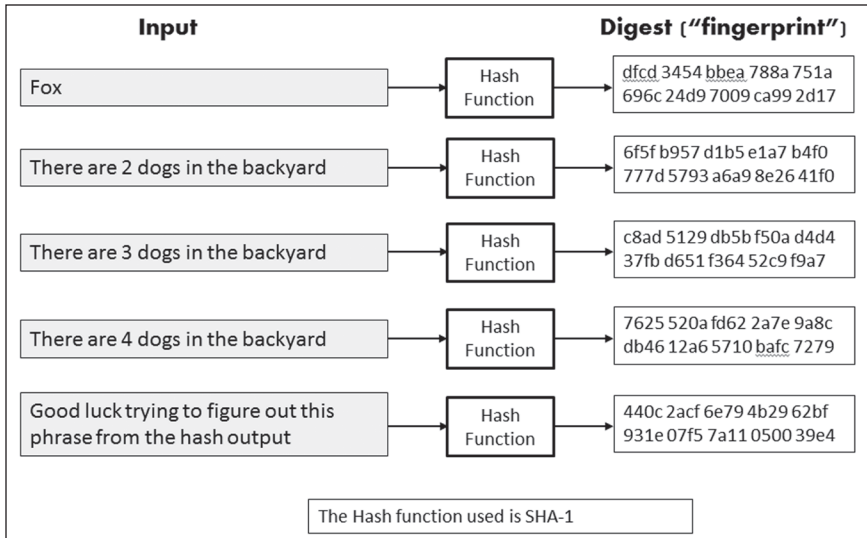 Input
Digest (“fingerprint”)
Fox
Hash
Function
dfcd 3454 bbea 788a 751a
696c 24d9 7009 ca99 2d17
There are 2 dogs in the backyard
Hash
Function
6f5f b957 d1b5 e1a7 b4f0
777d 5793 a6a9 8e26 41f0
There are 3 dogs in the backyard
Hash
Function
c8ad 5129 db5b f50a d4d4
37fb d651 f364 52c9 f9a7
There are 4 dogs in the backyard
Hash
Function
7625 520a fd62 2a7e 9a8c
db46 12a6 5710 bafc 7279
Good luck trying to figure out this
phrase from the hash output
Hash
Function
440c 2acf 6e79 4b29 62bf
931e 07f5 7a11 0500 39e4
The Hash function used is SHA-1